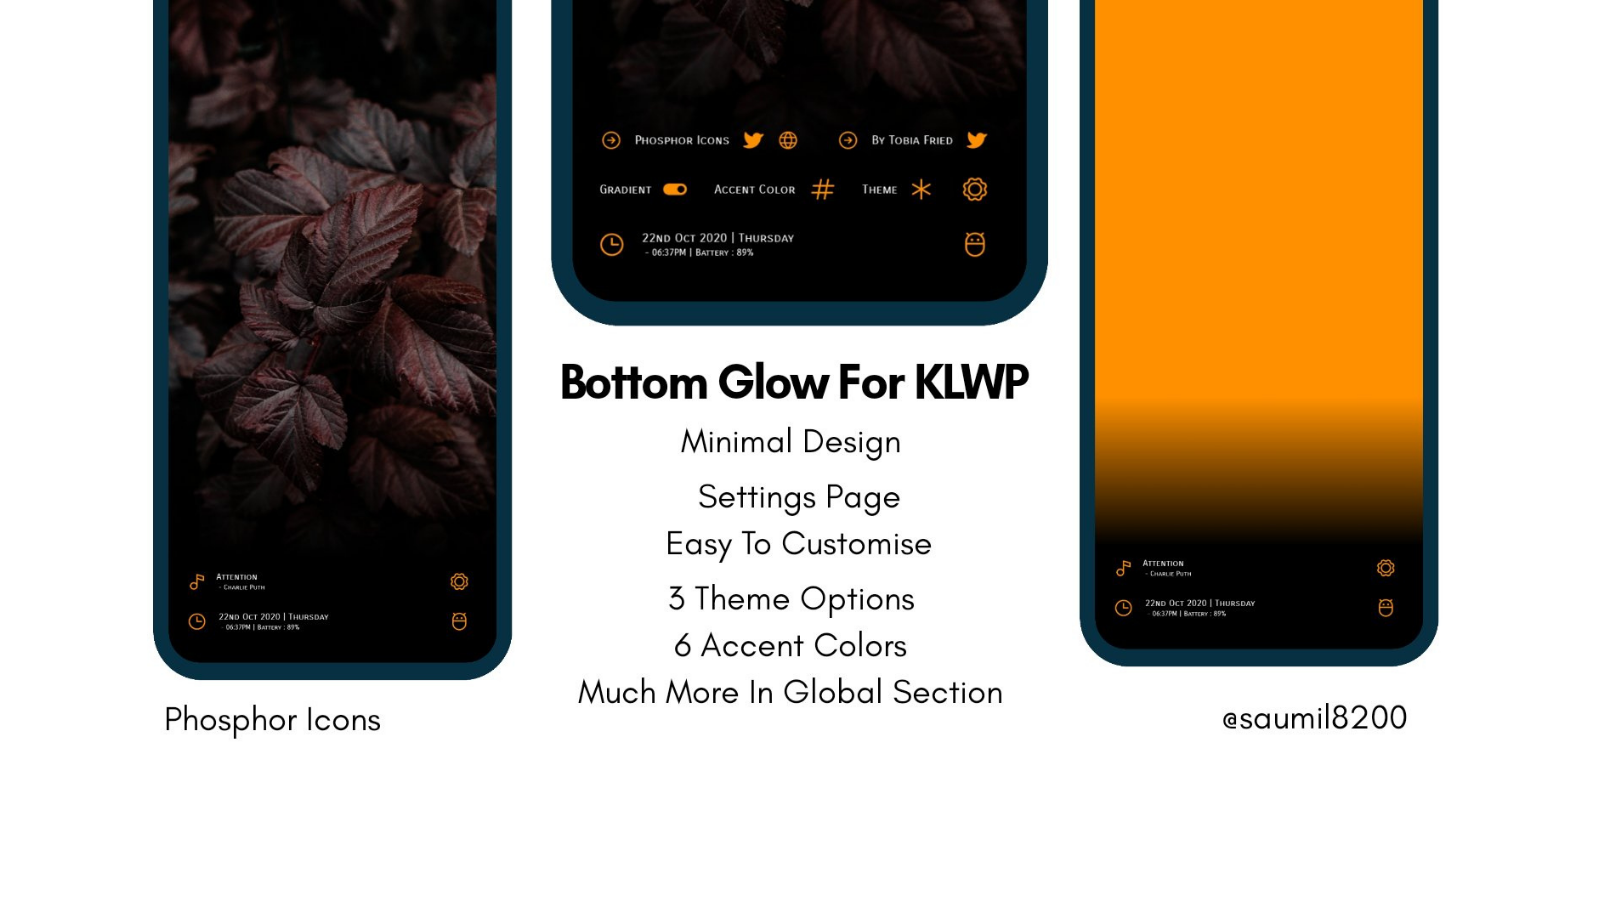 Phosphor Icons
By Tobia Fried
Gradient
Accent Color
Theme
22nd Oct 2020 | Thursday
- 06:37PM | Battery : 89%
Bottom Glow For KLWP
Minimal Design
Settings Page
Easy To Customise
3 Theme Options
6 Accent Colors
Much More In Global Section
Attention
- Charlie Puth
22nd Oct 2020 | Thursday
- 06:37PM | Battery : 89%
Phosphor Icons
Attention
- Charlie Puth
22nd Oct 2020 | Thursday
- 06:37PM | Battery : 89%
@saumil8200